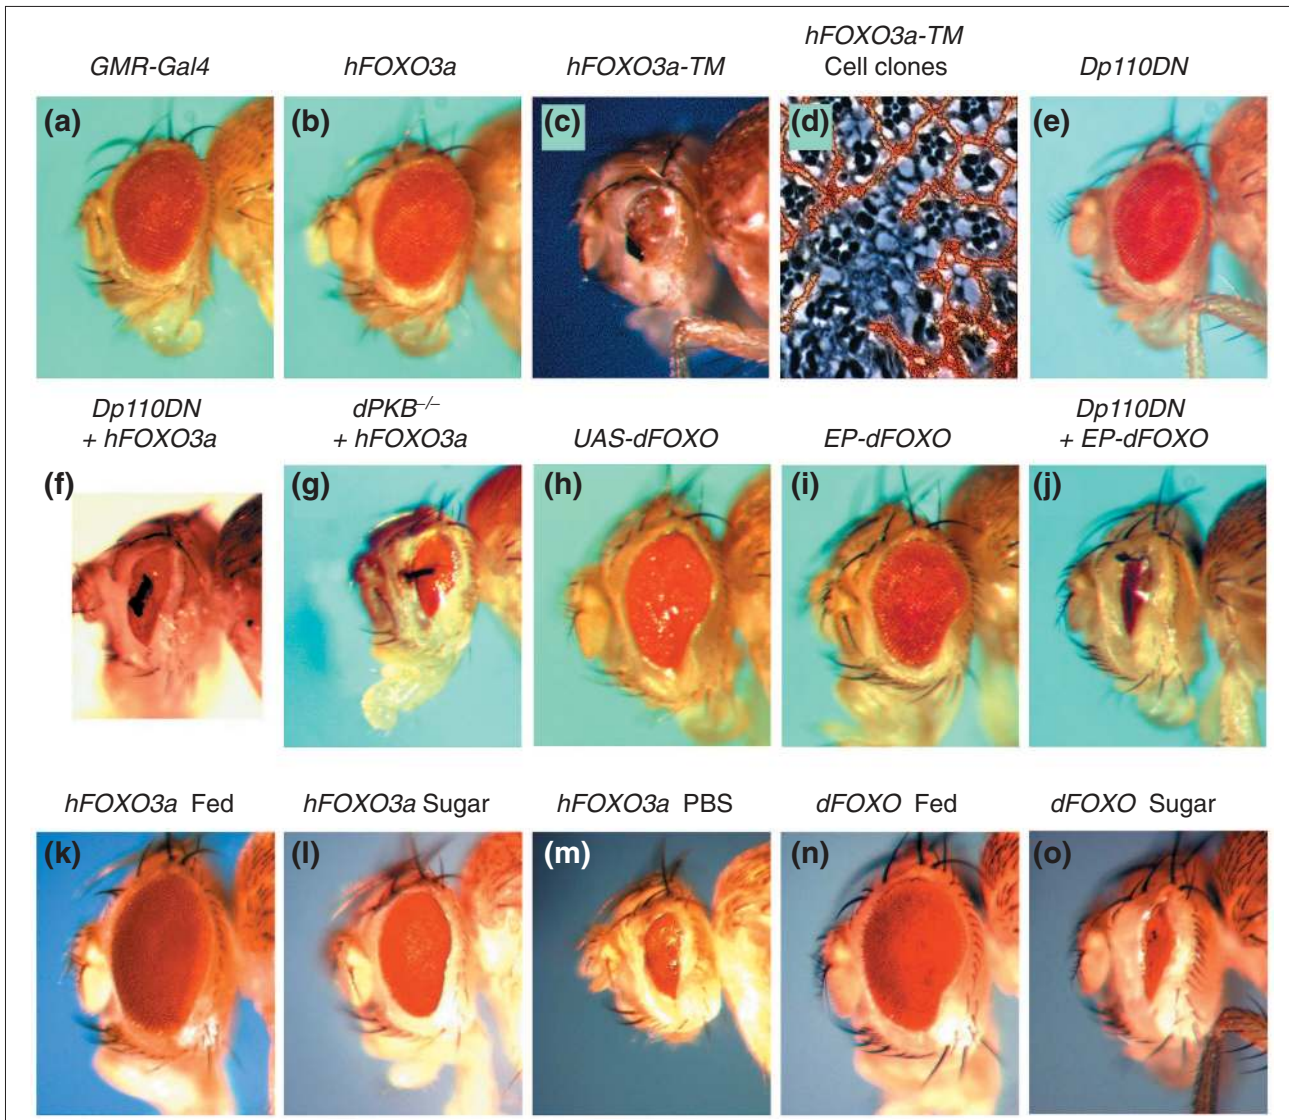 GMR-Gal4
hFOXO3a
hFOXO3a-TM
hFOXO3a-TM
Cell clones
Dp110DN
(a)
(b)
(c)
(d)
(e)
Dp110DN
+ hFOXO3a
dPKB–/–
+ hFOXO3a
UAS-dFOXO
EP-dFOXO
Dp110DN
+ EP-dFOXO
(f)
(g)
(h)
(i)
(j)
hFOXO3a Fed
hFOXO3a Sugar
hFOXO3a PBS
dFOXO Fed
dFOXO Sugar
(k)
(l)
(m)
(n)
(o)